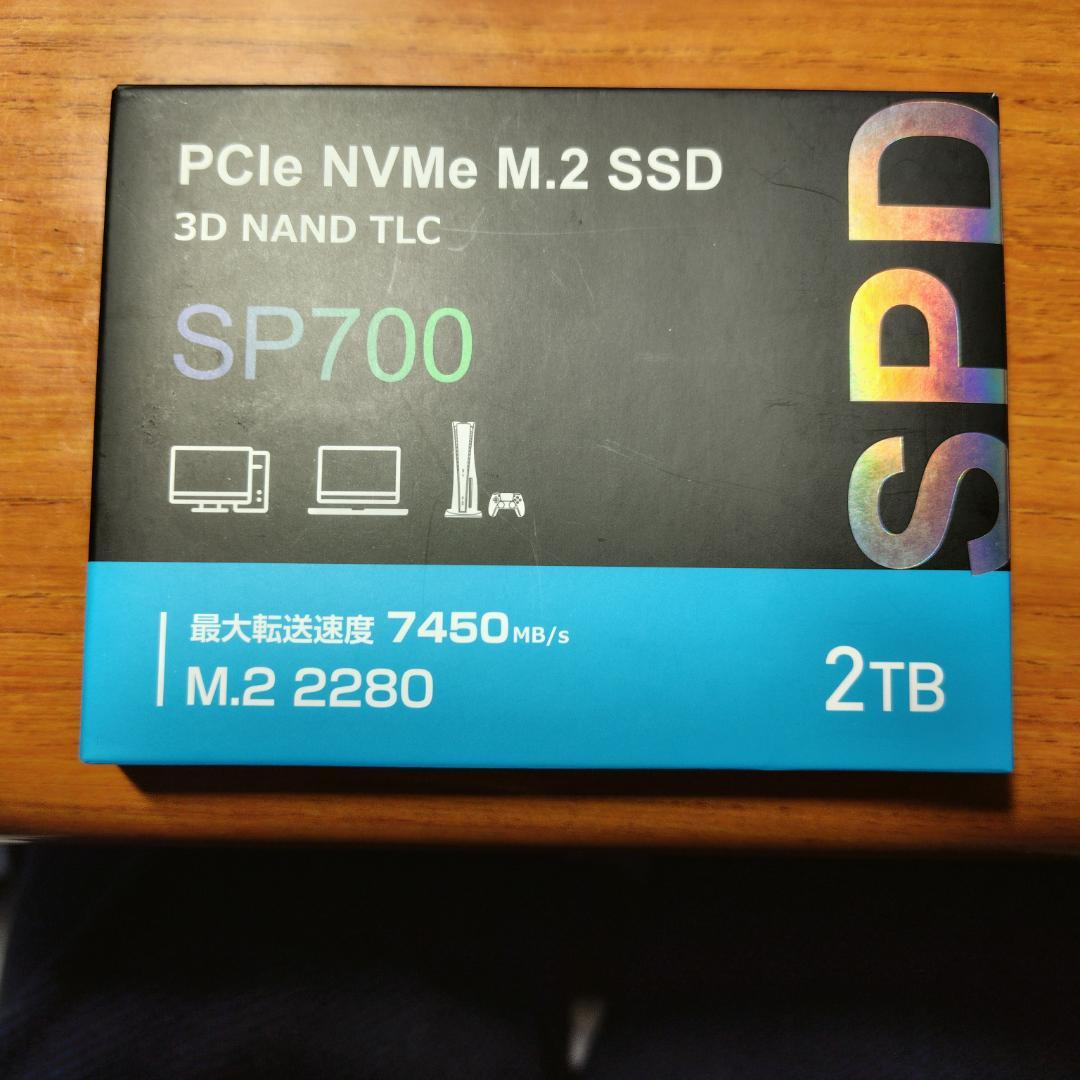 PCIe NVMe M.2 SSD
3D NAND TLC
SP700
SPD
最大転送速度 7450MB/s
M.2 2280
2TB